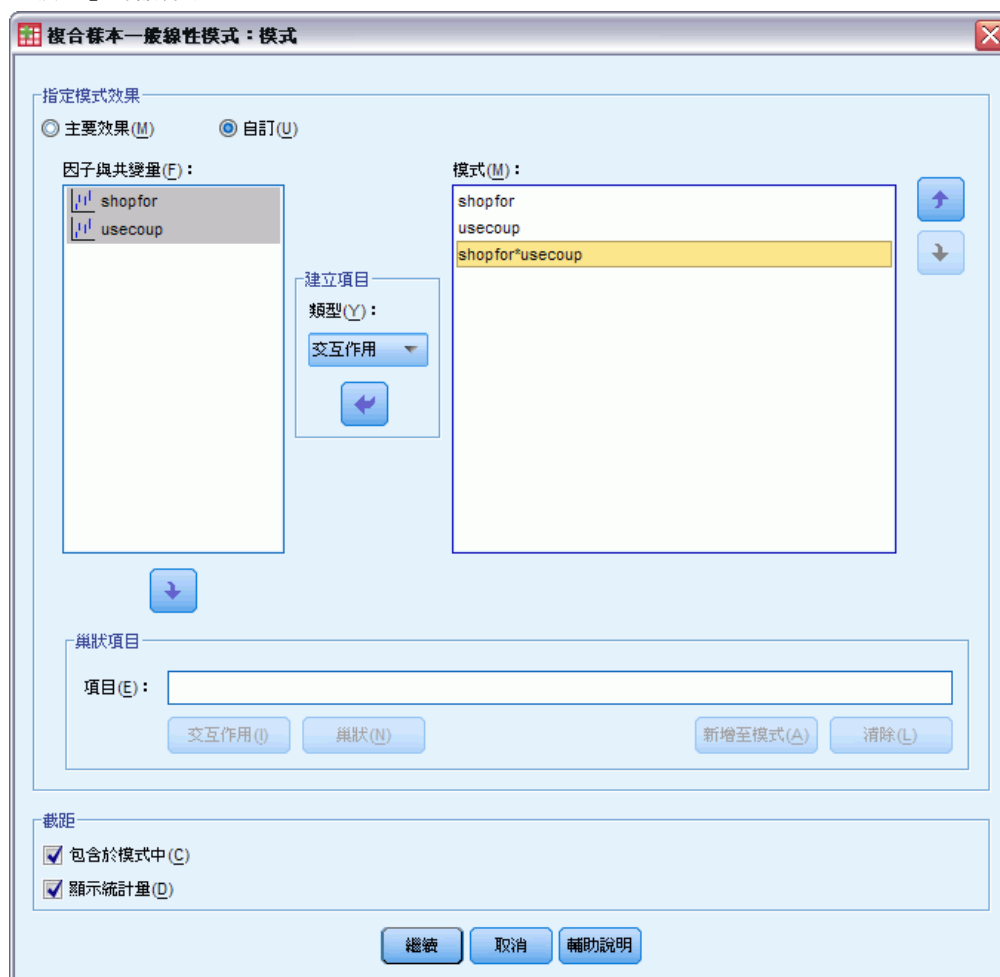 複合樣本一般線性模式：模式
指定模式效果
主要效果(M) 自訂(U)
因子與共變量(F)：
shopfor
usecoup
建立項目
類型(Y)：
交互作用
模式(M)：
shopfor
usecoup
shopfor*usecoup
巢狀項目
項目(E)：
交互作用(I) 巢狀(N) 新增至模式(A) 清除(L)
截距
包含於模式中(C)
顯示統計量(D)
繼續 取消 輔助說明